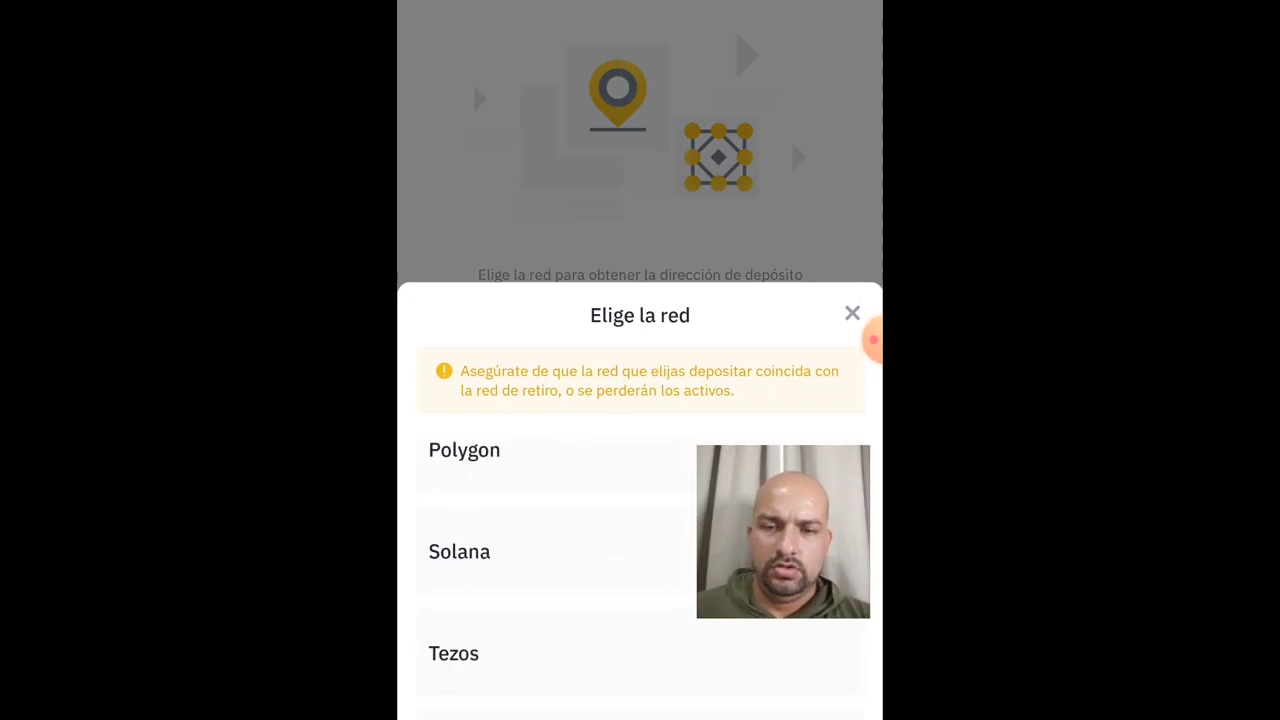 Elige la red para obtener la dirección de depósito
Elige la red
Asegúrate de que la red que elijas depositar coincida con
la red de retiro, o se perderán los activos.
Polygon
Solana
Tezos